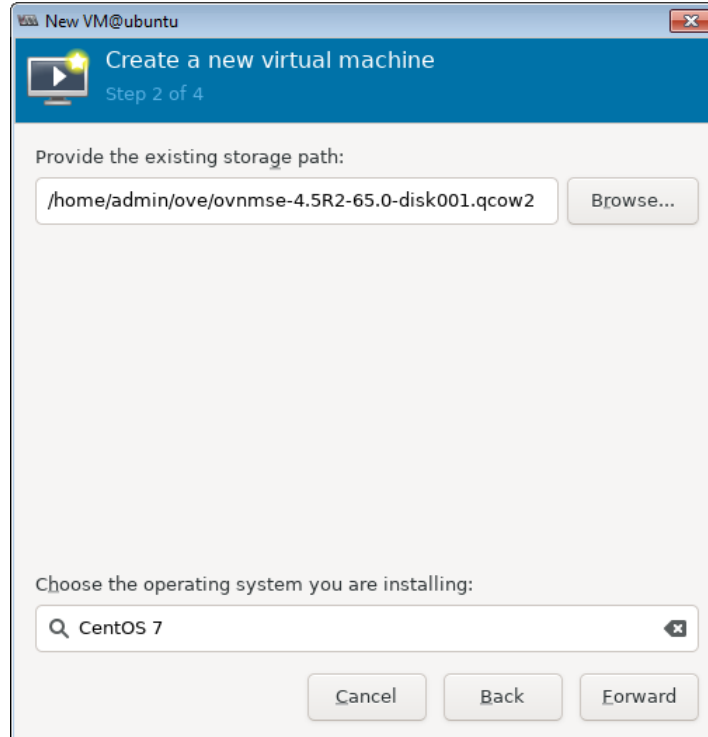 New VM@ubuntu
Create a new virtual machine
Step 2 of 4
Provide the existing storage path:
/home/admin/ove/ovnmse-4.5R2-65.0-disk001.qcow2
Browse...
Choose the operating system you are installing:
CentOS 7
Cancel
Back
Forward